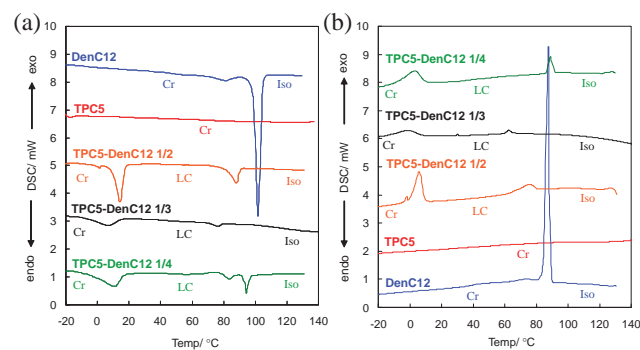 (a)
DSC/ mW
endo
exo
10
9
8
7
6
5
4
3
2
1
0
DenC12
Cr
Iso
TPC5
Cr
TPC5-DenC12 1/2
Cr
LC
Iso
TPC5-DenC12 1/3
Cr
LC
Iso
TPC5-DenC12 1/4
Cr
LC
Iso
-20 0 20 40 60 80 100 120 140
Temp/ °C
(b)
DSC/ mW
endo
exo
10
9
8
7
6
5
4
3
2
1
0
TPC5-DenC12 1/4
Cr
LC
Iso
TPC5-DenC12 1/3
Cr
LC
Iso
TPC5-DenC12 1/2
Cr
LC
Iso
TPC5
Cr
DenC12
Cr
Iso
-20 0 20 40 60 80 100 120 140
Temp/ °C